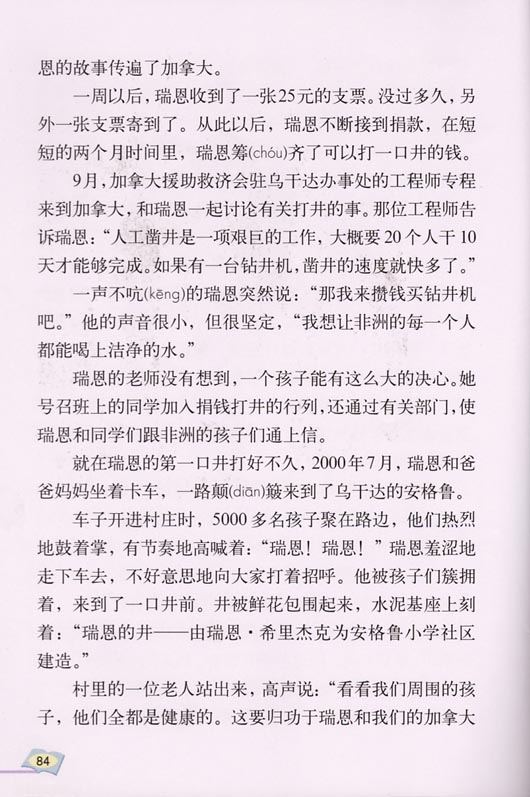 恩的故事传遍了加拿大。
一周以后，瑞恩收到了一张25元的支票。没过多久，另
外一张支票寄到了。从此以后，瑞恩不断接到捐款，在短
短的两个月时间里，瑞恩筹(chóu)齐了可以打一口井的钱。
9月，加拿大援助救济会驻乌干达办事处的工程师专程
来到加拿大，和瑞恩一起讨论有关打井的事。那位工程师告
诉瑞恩：“人工凿井是一项艰巨的工作，大概要20个人干10
天才能够完成。如果有一台钻井机，凿井的速度就快多了。”
一声不吭(kēng)的瑞恩突然说：“那我来攒钱买钻井机
吧。”他的声音很小，但很坚定，“我想让非洲的每一个人
都能喝上洁净的水。”
瑞恩的老师没有想到，一个孩子能有这么大的决心。她
号召班上的同学加入捐钱打井的行列，还通过有关部门，使
瑞恩和同学们跟非洲的孩子们通上信。
就在瑞恩的第一口井打好不久，2000年7月，瑞恩和爸
爸妈妈坐着卡车，一路颠(diān)簸来到了乌干达的安格鲁。
车子开进村庄时，5000多名孩子聚在路边，他们热烈
地鼓着掌，有节奏地高喊着：“瑞恩！瑞恩！”瑞恩羞涩地
走下车去，不好意思地向大家打着招呼。他被孩子们簇拥
着，来到了一口井前。井被鲜花包围起来，水泥基座上刻
着：“瑞恩的井——由瑞恩·希里杰克为安格鲁小学社区
建造。”
村里的一位老人站出来，高声说：“看看我们周围的孩
子，他们全都是健康的。这要归功于瑞恩和我们的加拿大
84